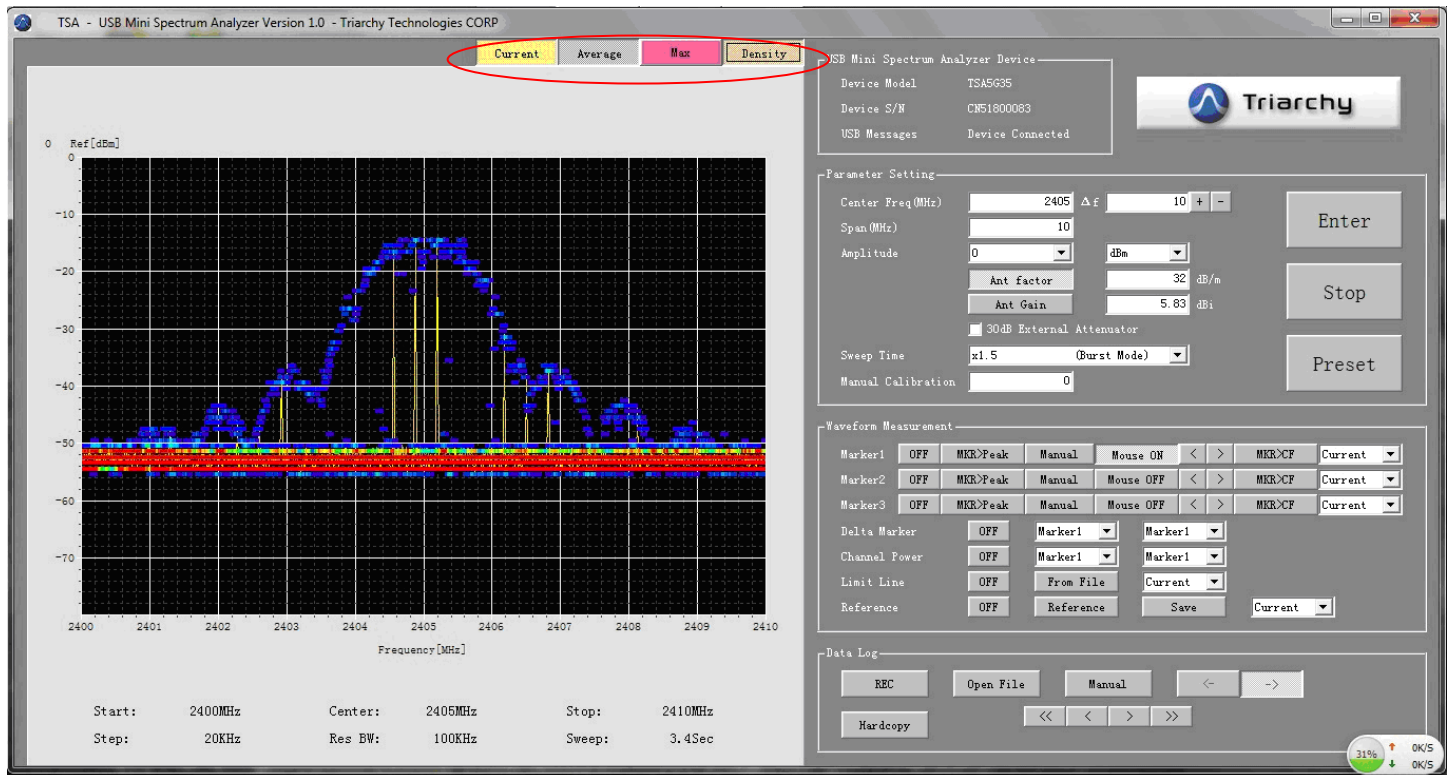 TSA - USB Mini Spectrum Analyzer Version 1.0 - Triarchy Technologies CORP
Current Average Max Density
0 Ref[dBm]
0
-10
-20
-30
-40
-50
-60
-70
2400 2401 2402 2403 2404 2405 2406 2407 2408 2409 2410
Frequency[MHz]
Start: 2400MHz Center: 2405MHz Stop: 2410MHz
Step: 20KHz Res BW: 100KHz Sweep: 3.4Sec
USB Mini Spectrum Analyzer Device
Device Model TSA5G35
Device S/N CN51800083
USB Messages Device Connected
Triarchy
Parameter Setting
Center Freq(MHz) 2405 Δf 10 + -
Span(MHz) 10
Amplitude 0 dBm
Ant factor 32 dB/m
Ant Gain 5.83 dBi
30dB External Attenuator
Sweep Time x1.5 (Burst Mode)
Manual Calibration 0
Enter
Stop
Preset
Waveform Measurement
Marker1 OFF MKR>Peak Manual Mouse ON < > MKR>CF Current
Marker2 OFF MKR>Peak Manual Mouse OFF < > MKR>CF Current
Marker3 OFF MKR>Peak Manual Mouse OFF < > MKR>CF Current
Delta Marker OFF Marker1 Marker1
Channel Power OFF Marker1 Marker1
Limit Line OFF From File Current
Reference OFF Reference Save Current
Data Log
REC Open File Manual <- ->
Hardcopy << < > >>
31% 0K/S
0K/S